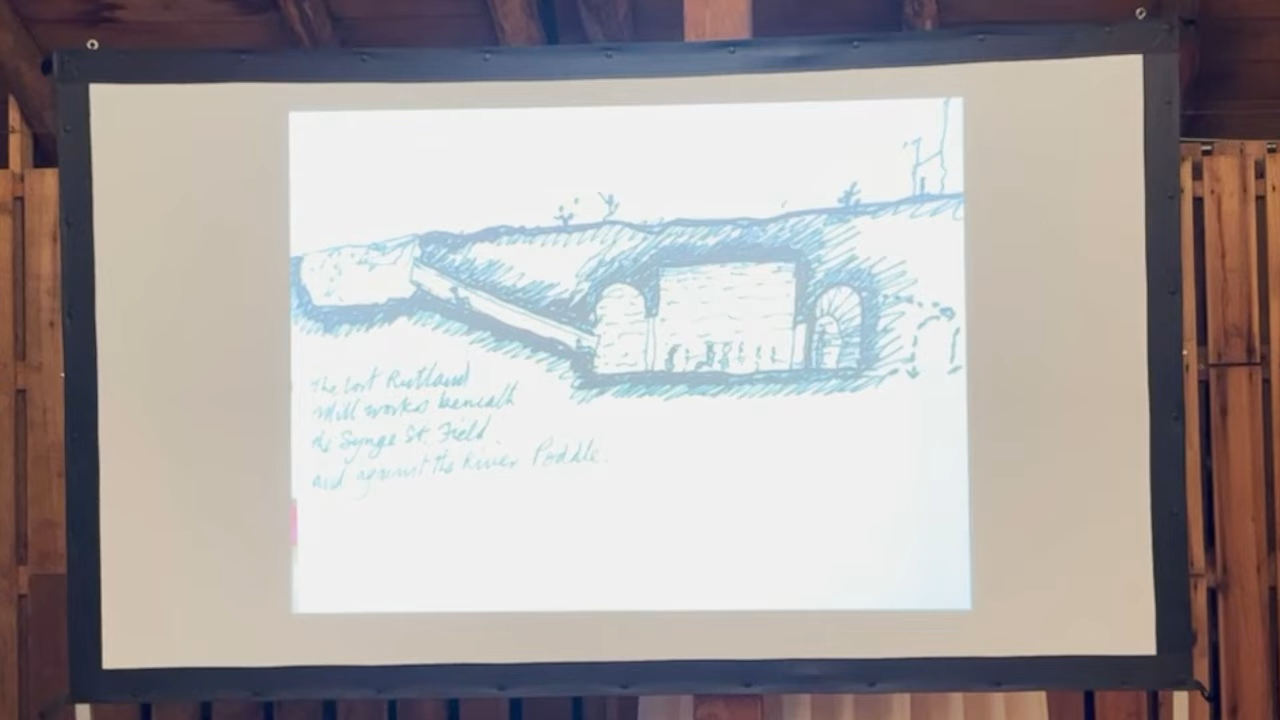 The Lost Rutland
Mill works beneath
the Synge St. Field
and against the River Poddle.